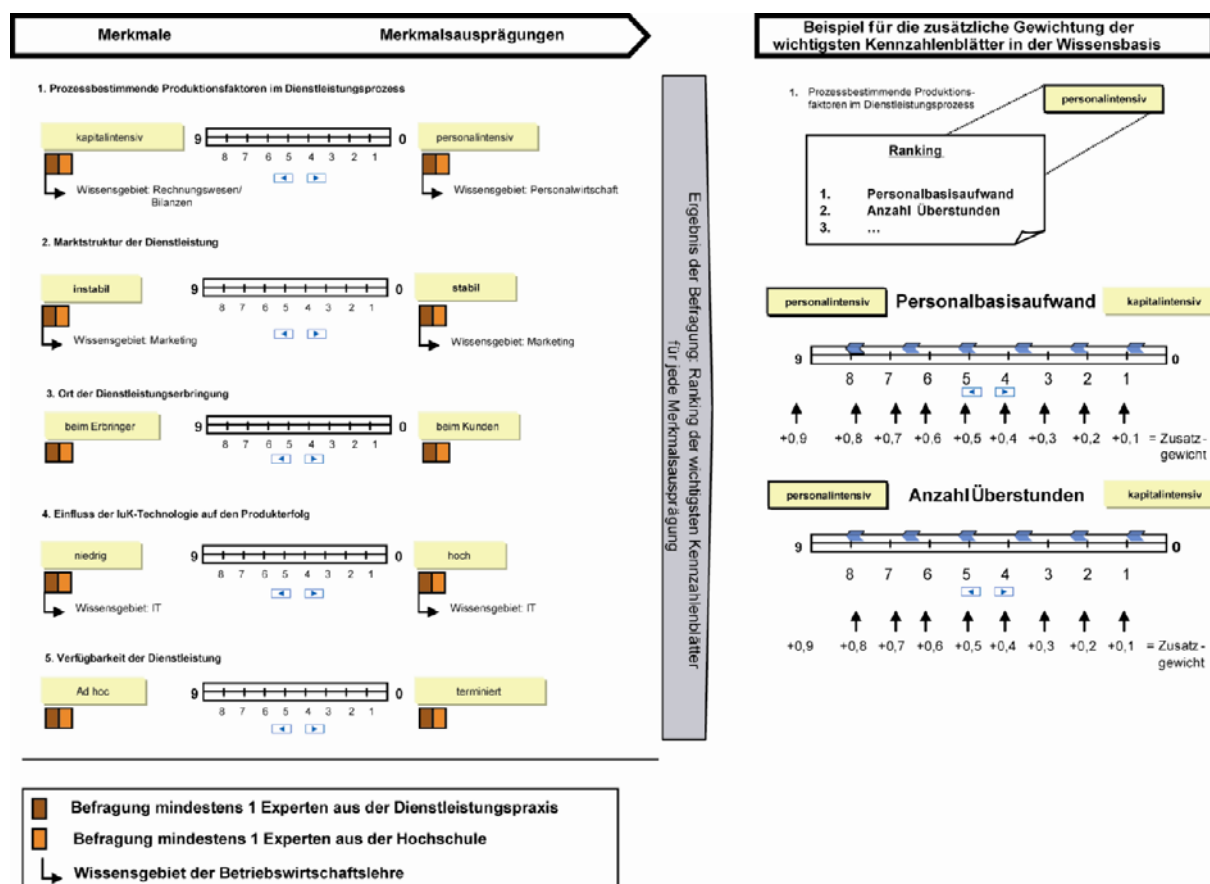 Merkmale
Merkmalsausprägungen
1. Prozessbestimmende Produktionsfaktoren im Dienstleistungsprozess
kapitalintensiv
9
0
personalintensiv
8 7 6 5 4 3 2 1
Wissensgebiet: Rechnungswesen/
Bilanzen
Wissensgebiet: Personalwirtschaft
2. Marktstruktur der Dienstleistung
instabil
9
0
stabil
8 7 6 5 4 3 2 1
Wissensgebiet: Marketing
Wissensgebiet: Marketing
3. Ort der Dienstleistungserbringung
beim Erbringer
9
0
beim Kunden
8 7 6 5 4 3 2 1
4. Einfluss der IuK-Technologie auf den Produkterfolg
niedrig
9
0
hoch
8 7 6 5 4 3 2 1
Wissensgebiet: IT
Wissensgebiet: IT
5. Verfügbarkeit der Dienstleistung
Ad hoc
9
0
terminiert
8 7 6 5 4 3 2 1
Befragung mindestens 1 Experten aus der Dienstleistungspraxis
Befragung mindestens 1 Experten aus der Hochschule
Wissensgebiet der Betriebswirtschaftslehre
Ergebnis der Befragung: Ranking der wichtigsten Kennzahlenblätter
für jede Merkmalsausprägung
Beispiel für die zusätzliche Gewichtung der
wichtigsten Kennzahlenblätter in der Wissensbasis
1. Prozessbestimmende Produktions-
faktoren im Dienstleistungsprozess
personalintensiv
Ranking
1. Personalbasisaufwand
2. Anzahl Überstunden
3. ...
personalintensiv
Personalbasisaufwand
kapitalintensiv
9
0
8 7 6 5 4 3 2 1
+0,9 +0,8 +0,7 +0,6 +0,5 +0,4 +0,3 +0,2 +0,1 = Zusatz-
gewicht
personalintensiv
Anzahl Überstunden
kapitalintensiv
9
0
8 7 6 5 4 3 2 1
+0,9 +0,8 +0,7 +0,6 +0,5 +0,4 +0,3 +0,2 +0,1 = Zusatz-
gewicht